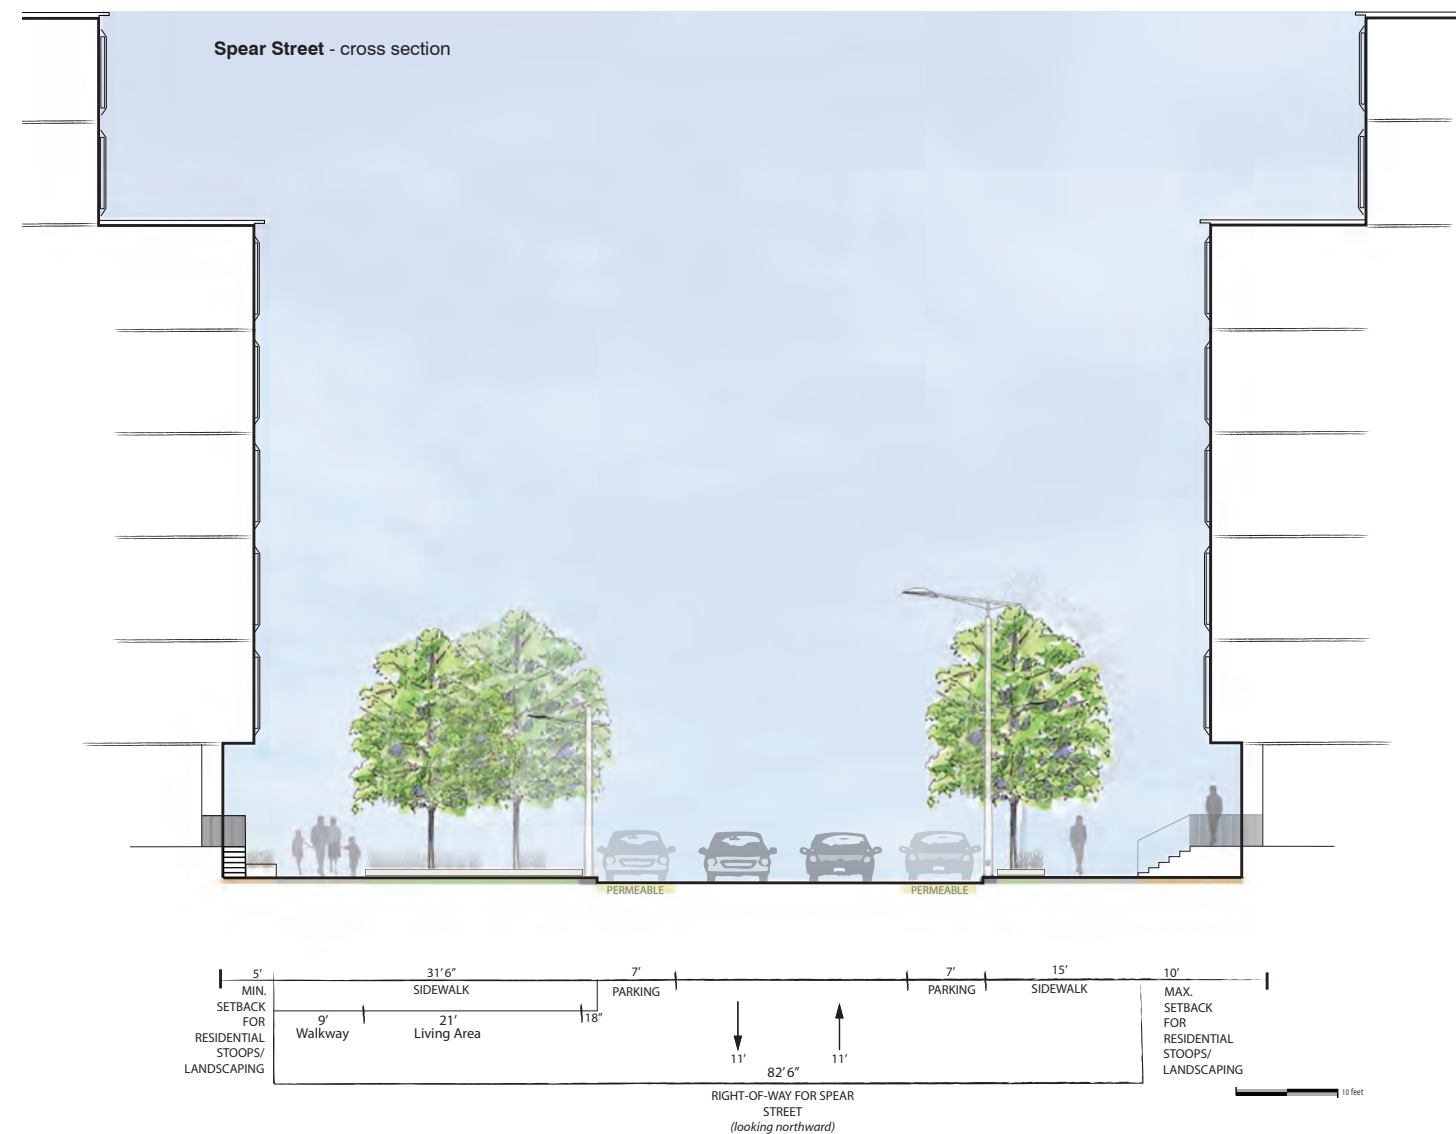 Spear Street - cross section
PERMEABLE
PERMEABLE
5’
31’ 6”
7’
7’
15’
10’
MIN.
SETBACK
FOR
RESIDENTIAL
STOOPS/
LANDSCAPING
SIDEWALK
PARKING
PARKING
SIDEWALK
MAX.
SETBACK
FOR
RESIDENTIAL
STOOPS/
LANDSCAPING
9’
Walkway
21’
Living Area
18”
11’
11’
82’ 6”
RIGHT-OF-WAY FOR SPEAR
STREET
(looking northward)
10 feet